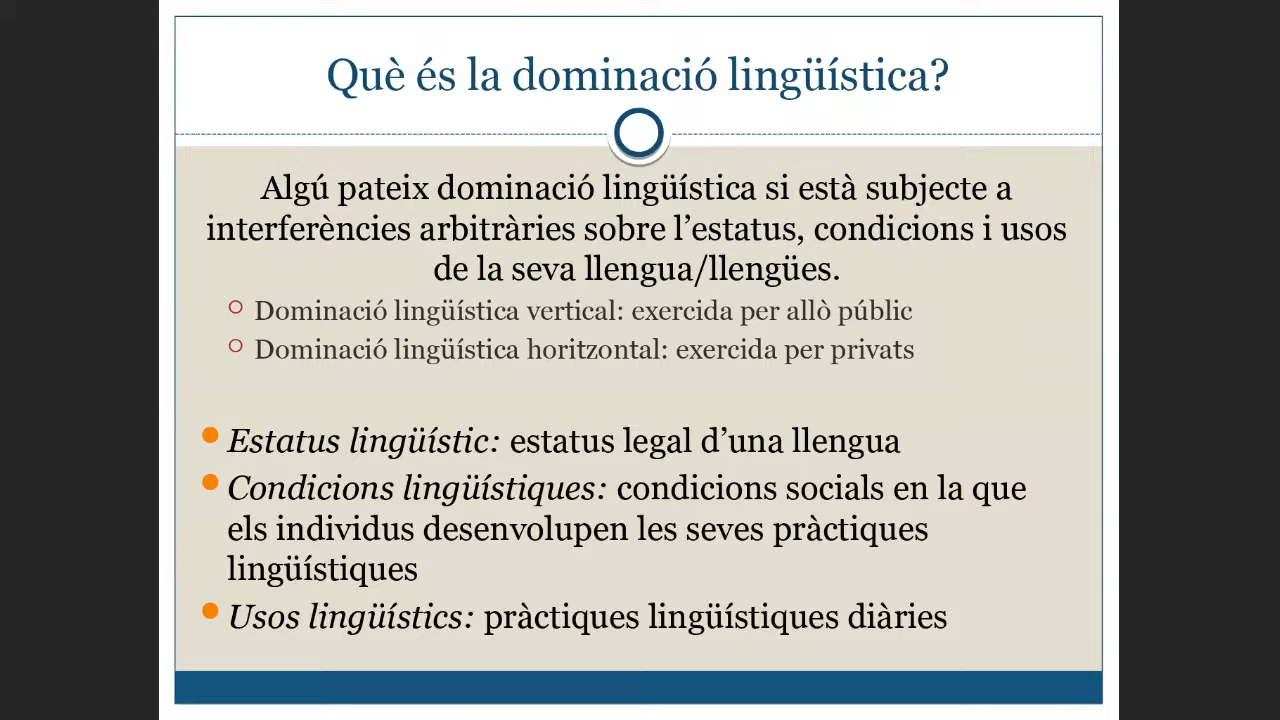 Què és la dominació lingüística?
Algú pateix dominació lingüística si està subjecte a
interferències arbitràries sobre l’estatus, condicions i usos
de la seva llengua/llengües.
Dominació lingüística vertical: exercida per allò públic
Dominació lingüística horitzontal: exercida per privats
Estatus lingüístic: estatus legal d’una llengua
Condicions lingüístiques: condicions socials en la que
els individus desenvolupen les seves pràctiques
lingüístiques
Usos lingüístics: pràctiques lingüístiques diàries